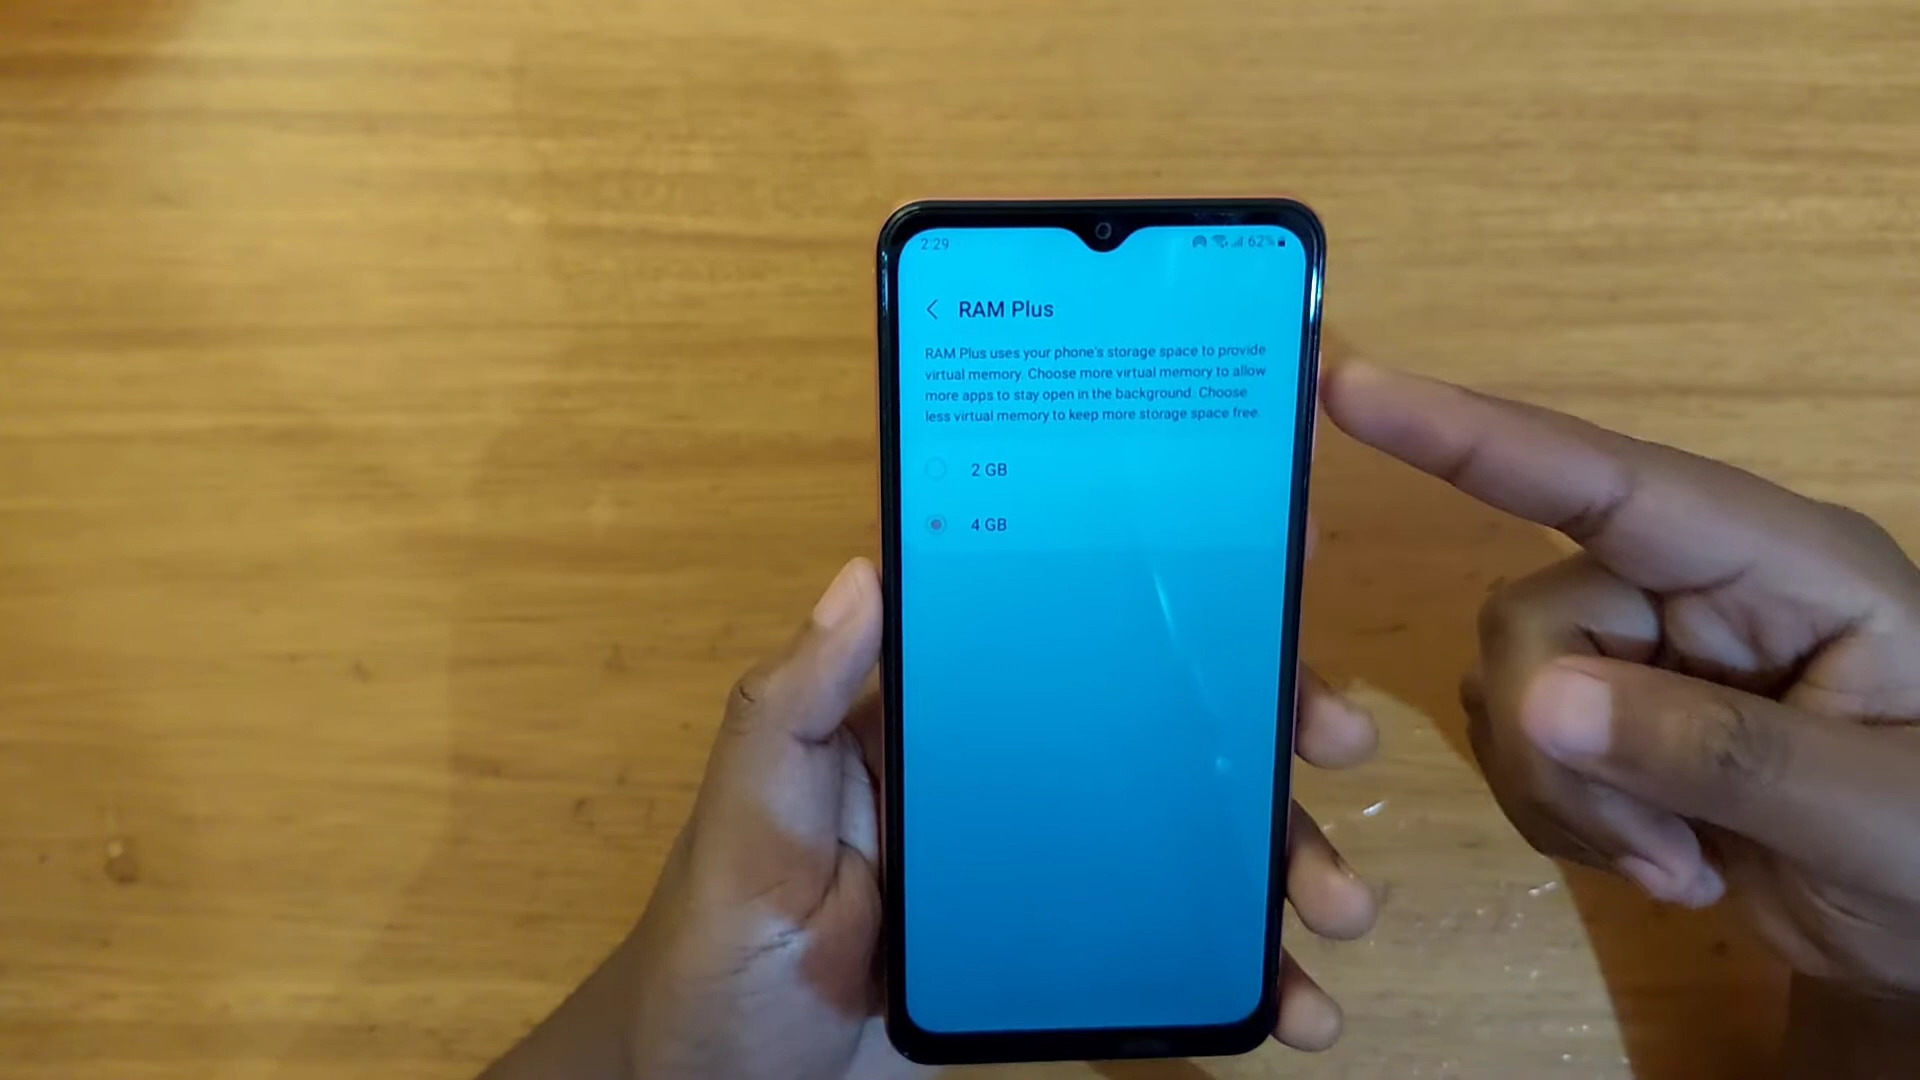 2:29
62%
RAM Plus
RAM Plus uses your phone's storage space to provide
virtual memory. Choose more virtual memory to allow
more apps to stay open in the background. Choose
less virtual memory to keep more storage space free.
2 GB
4 GB